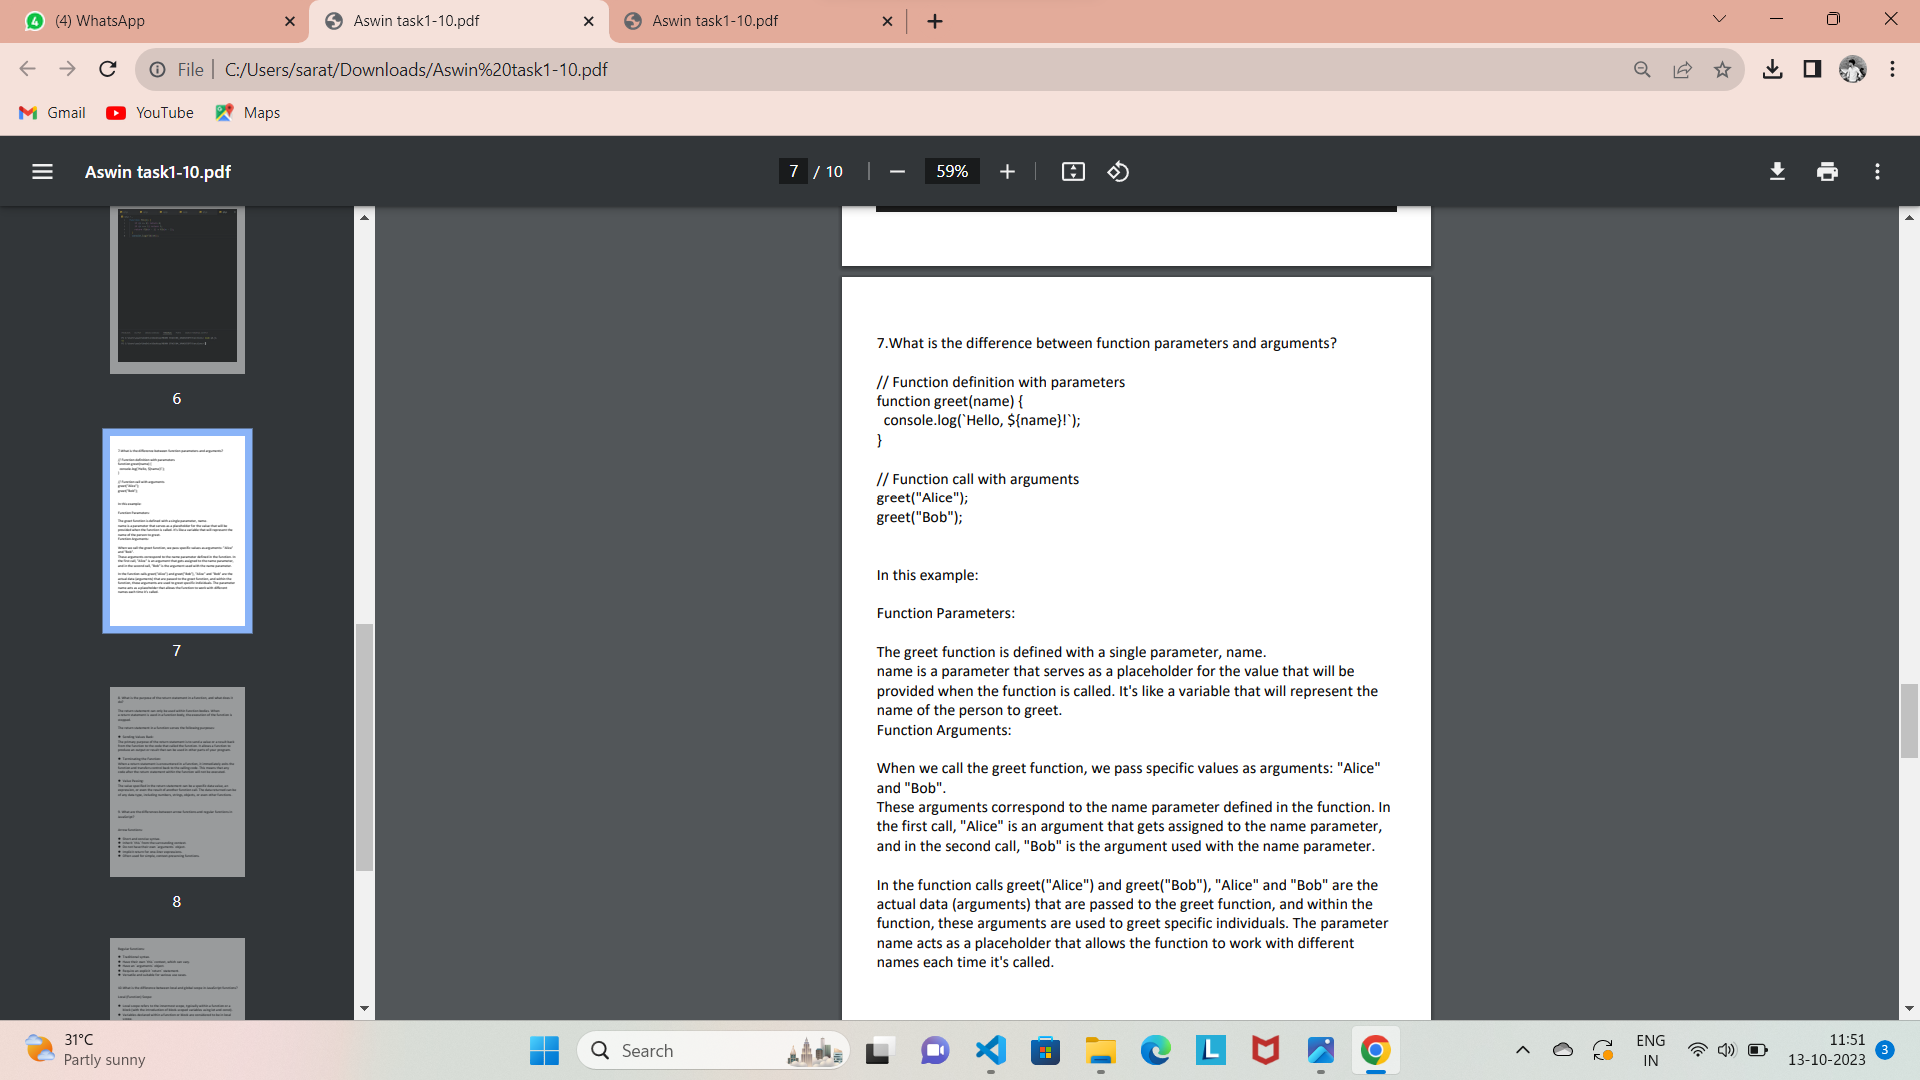 (4) WhatsApp
Aswin task1-10.pdf
Aswin task1-10.pdf
File
C:/Users/sarat/Downloads/Aswin%20task1-10.pdf
Gmail
YouTube
Maps
Aswin task1-10.pdf
7 / 10
59%
6
7
8
7.What is the difference between function parameters and arguments?
// Function definition with parameters
function greet(name) {
console.log(`Hello, ${name}!`);
}
// Function call with arguments
greet("Alice");
greet("Bob");
In this example:
Function Parameters:
The greet function is defined with a single parameter, name.
name is a parameter that serves as a placeholder for the value that will be
provided when the function is called. It's like a variable that will represent the
name of the person to greet.
Function Arguments:
When we call the greet function, we pass specific values as arguments: "Alice"
and "Bob".
These arguments correspond to the name parameter defined in the function. In
the first call, "Alice" is an argument that gets assigned to the name parameter,
and in the second call, "Bob" is the argument used with the name parameter.
In the function calls greet("Alice") and greet("Bob"), "Alice" and "Bob" are the
actual data (arguments) that are passed to the greet function, and within the
function, these arguments are used to greet specific individuals. The parameter
name acts as a placeholder that allows the function to work with different
names each time it's called.
31°C
Partly sunny
Search
ENG
IN
11:51
13-10-2023
3